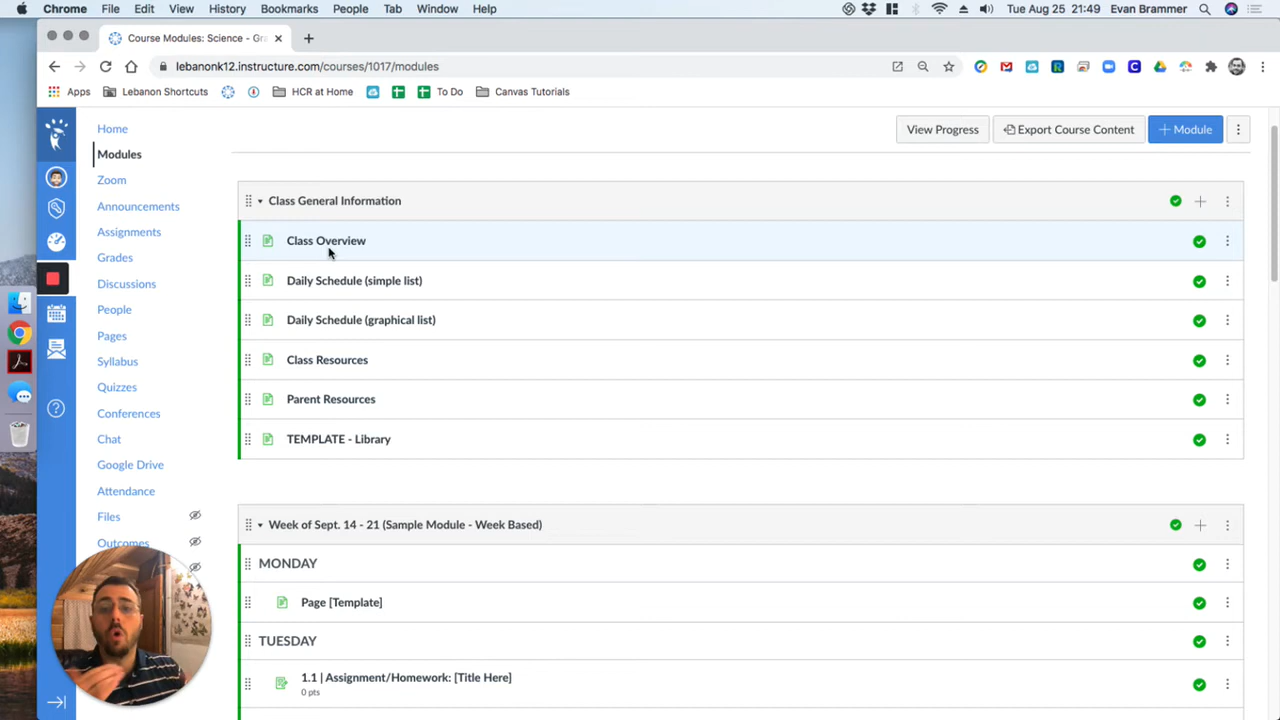 Chrome File Edit View History Bookmarks People Tab Window Help Tue Aug 25 21:49 Evan Brammer
Course Modules: Science - Gr
lebanonk12.instructure.com/courses/1017/modules
Apps Lebanon Shortcuts HCR at Home To Do Canvas Tutorials
Home
Modules
Zoom
Announcements
Assignments
Grades
Discussions
People
Pages
Syllabus
Quizzes
Conferences
Chat
Google Drive
Attendance
Files
Outcomes
View Progress Export Course Content + Module
Class General Information
Class Overview
Daily Schedule (simple list)
Daily Schedule (graphical list)
Class Resources
Parent Resources
TEMPLATE - Library
Week of Sept. 14 - 21 (Sample Module - Week Based)
MONDAY
Page [Template]
TUESDAY
1.1 | Assignment/Homework: [Title Here]
0 pts